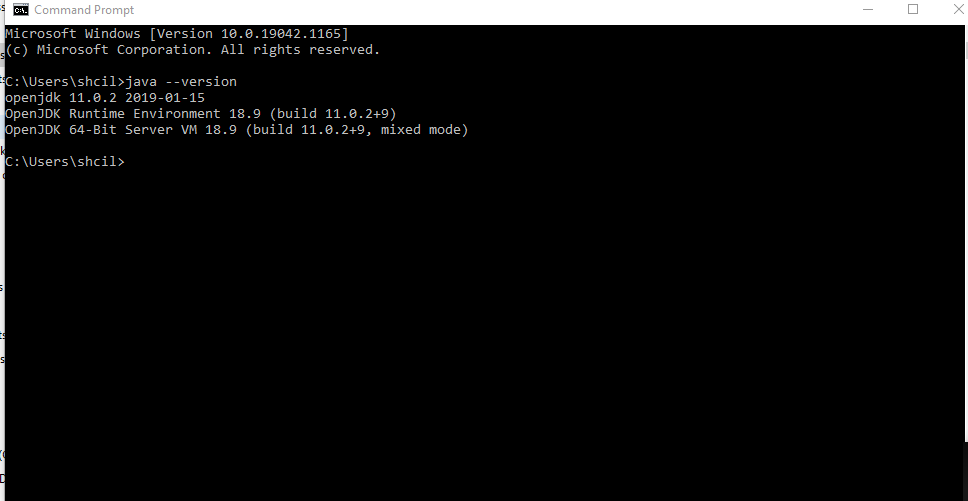 Command Prompt
Microsoft Windows [Version 10.0.19042.1165]
(c) Microsoft Corporation. All rights reserved.
C:\Users\shcil>java --version
openjdk 11.0.2 2019-01-15
OpenJDK Runtime Environment 18.9 (build 11.0.2+9)
OpenJDK 64-Bit Server VM 18.9 (build 11.0.2+9, mixed mode)
C:\Users\shcil>